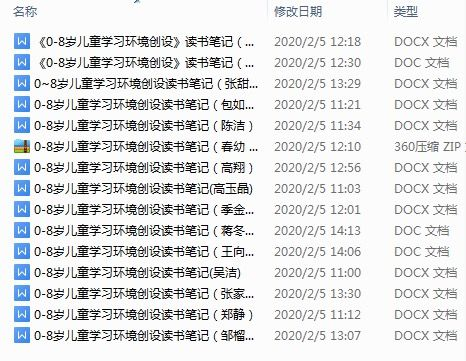 名称 修改日期 类型
《0-8岁儿童学习环境创设》读书笔记（... 2020/2/5 12:18 DOCX 文档
《0-8岁儿童学习环境创设》读书笔记（... 2020/2/5 12:30 DOC 文档
0~8岁儿童学习环境创设读书笔记（张甜... 2020/2/5 13:29 DOCX 文档
0-8岁儿童学习环境创设读书笔记（包如... 2020/2/5 11:21 DOCX 文档
0-8岁儿童学习环境创设读书笔记（陈洁） 2020/2/5 11:34 DOCX 文档
0-8岁儿童学习环境创设读书笔记（春幼 ... 2020/2/5 12:10 360压缩 ZIP
0-8岁儿童学习环境创设读书笔记（高翔） 2020/2/5 12:56 DOCX 文档
0-8岁儿童学习环境创设读书笔记(高玉晶) 2020/2/5 11:03 DOCX 文档
0-8岁儿童学习环境创设读书笔记（季金... 2020/2/5 12:01 DOCX 文档
0-8岁儿童学习环境创设读书笔记（蒋冬... 2020/2/5 14:13 DOC 文档
0-8岁儿童学习环境创设读书笔记（王向... 2020/2/5 14:06 DOC 文档
0-8岁儿童学习环境创设读书笔记(吴洁) 2020/2/5 11:00 DOCX 文档
0-8岁儿童学习环境创设读书笔记（张家... 2020/2/5 13:30 DOCX 文档
0-8岁儿童学习环境创设读书笔记（郑静） 2020/2/5 11:12 DOCX 文档
0-8岁儿童学习环境创设读书笔记（邹榴... 2020/2/5 13:07 DOCX 文档